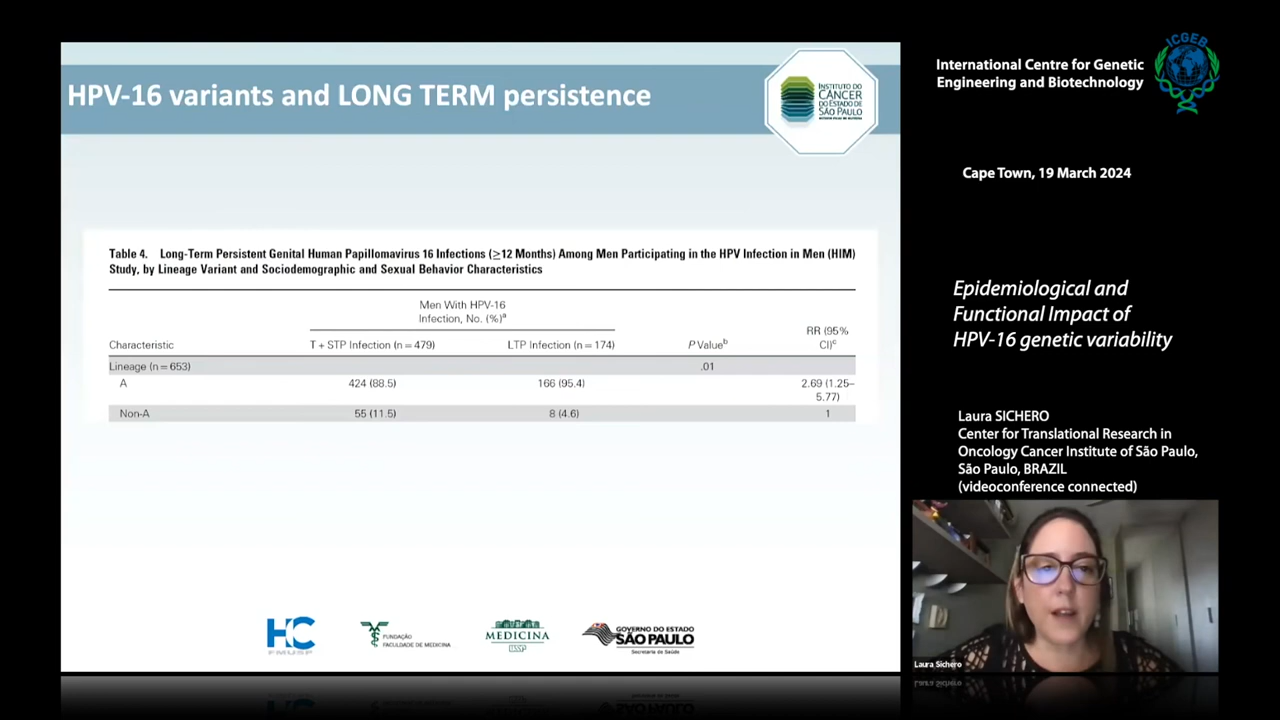 HPV-16 variants and LONG TERM persistence
INSTITUTO DO
CÂNCER
DO ESTADO DE
SÃO PAULO
Table 4. Long-Term Persistent Genital Human Papillomavirus 16 Infections (≥12 Months) Among Men Participating in the HPV Infection in Men (HIM)
Study, by Lineage Variant and Sociodemographic and Sexual Behavior Characteristics
Men With HPV-16
Infection, No. (%)ᵃ
Characteristic T + STP Infection (n = 479) LTP Infection (n = 174) P Valueᵇ RR (95% CI)ᶜ
Lineage (n = 653) .01
A 424 (88.5) 166 (95.4) 2.69 (1.25–5.77)
Non-A 55 (11.5) 8 (4.6) 1
HC
FMUSP
FUNDAÇÃO
FACULDADE DE MEDICINA
MEDICINA
USP
GOVERNO DO ESTADO
SÃO PAULO
Secretaria da Saúde
ICGEB
International Centre for Genetic
Engineering and Biotechnology
Cape Town, 19 March 2024
Epidemiological and
Functional Impact of
HPV-16 genetic variability
Laura SICHERO
Center for Translational Research in
Oncology Cancer Institute of São Paulo,
São Paulo, BRAZIL
(videoconference connected)
Laura Sichero